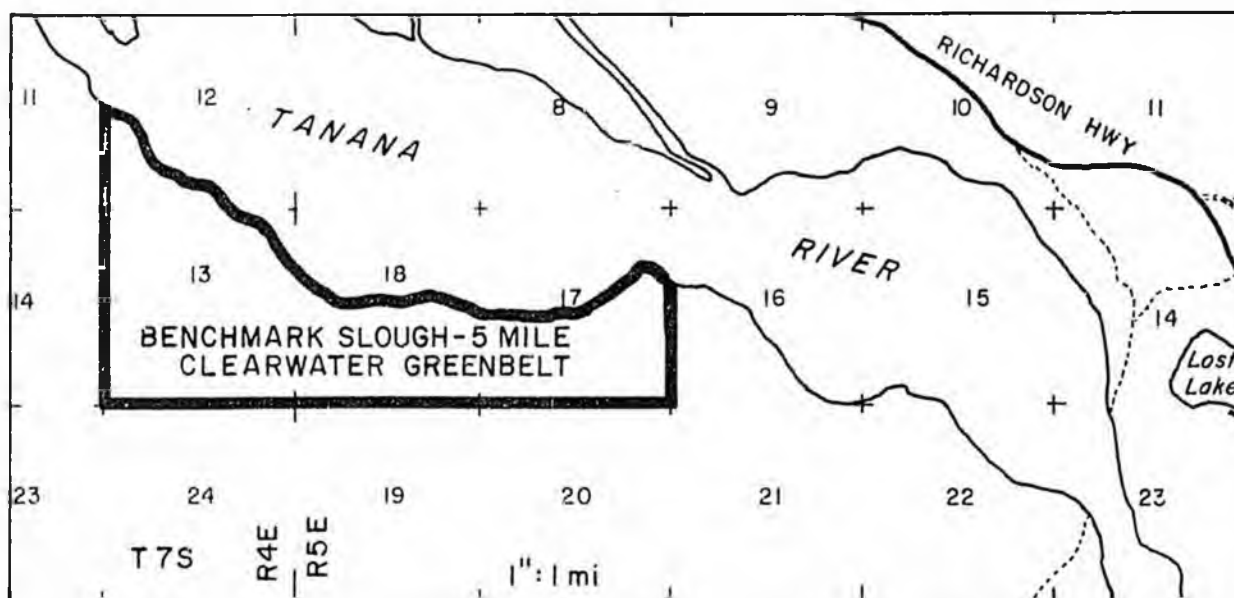 RICHARDSON HWY
11 12 8 9 10 11
TANANA
RIVER
14 13 18 17 16 15 14
BENCHMARK SLOUGH-5 MILE
CLEARWATER GREENBELT
Lost
Lake
23 24 19 20 21 22 23
T7S R4E R5E 1":1 mi